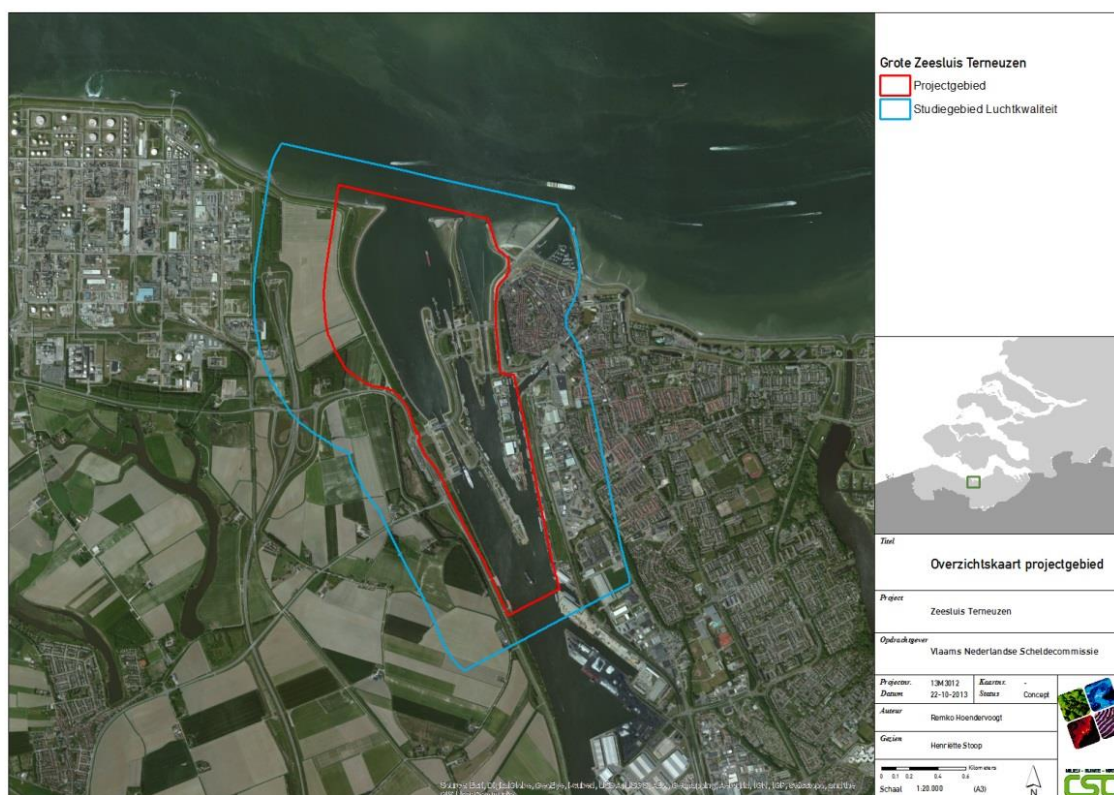 Grote Zeesluis Terneuzen
Projectgebied
Studiegebied Luchtkwaliteit
Titel
Overzichtskaart projectgebied
Project
Zeesluis Terneuzen
Opdrachtgever
Vlaams Nederlandse Scheldecommissie
Projectnr. 13M3012 Kaartnr. -
Datum 22-10-2013 Status Concept
Auteur
Remko Hoendervoogt
Gezien
Henriëtte Stoop
Kilometers
0 0.1 0.2 0.4 0.6
Schaal 1:20.000 (A3) N
CSO